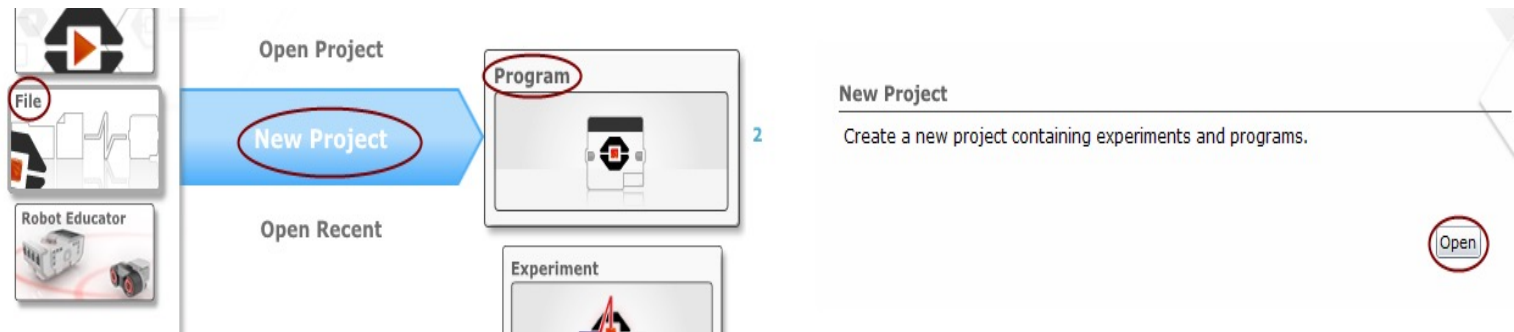 File
Robot Educator
Open Project
New Project
Open Recent
Program
Experiment
2
New Project
Create a new project containing experiments and programs.
Open